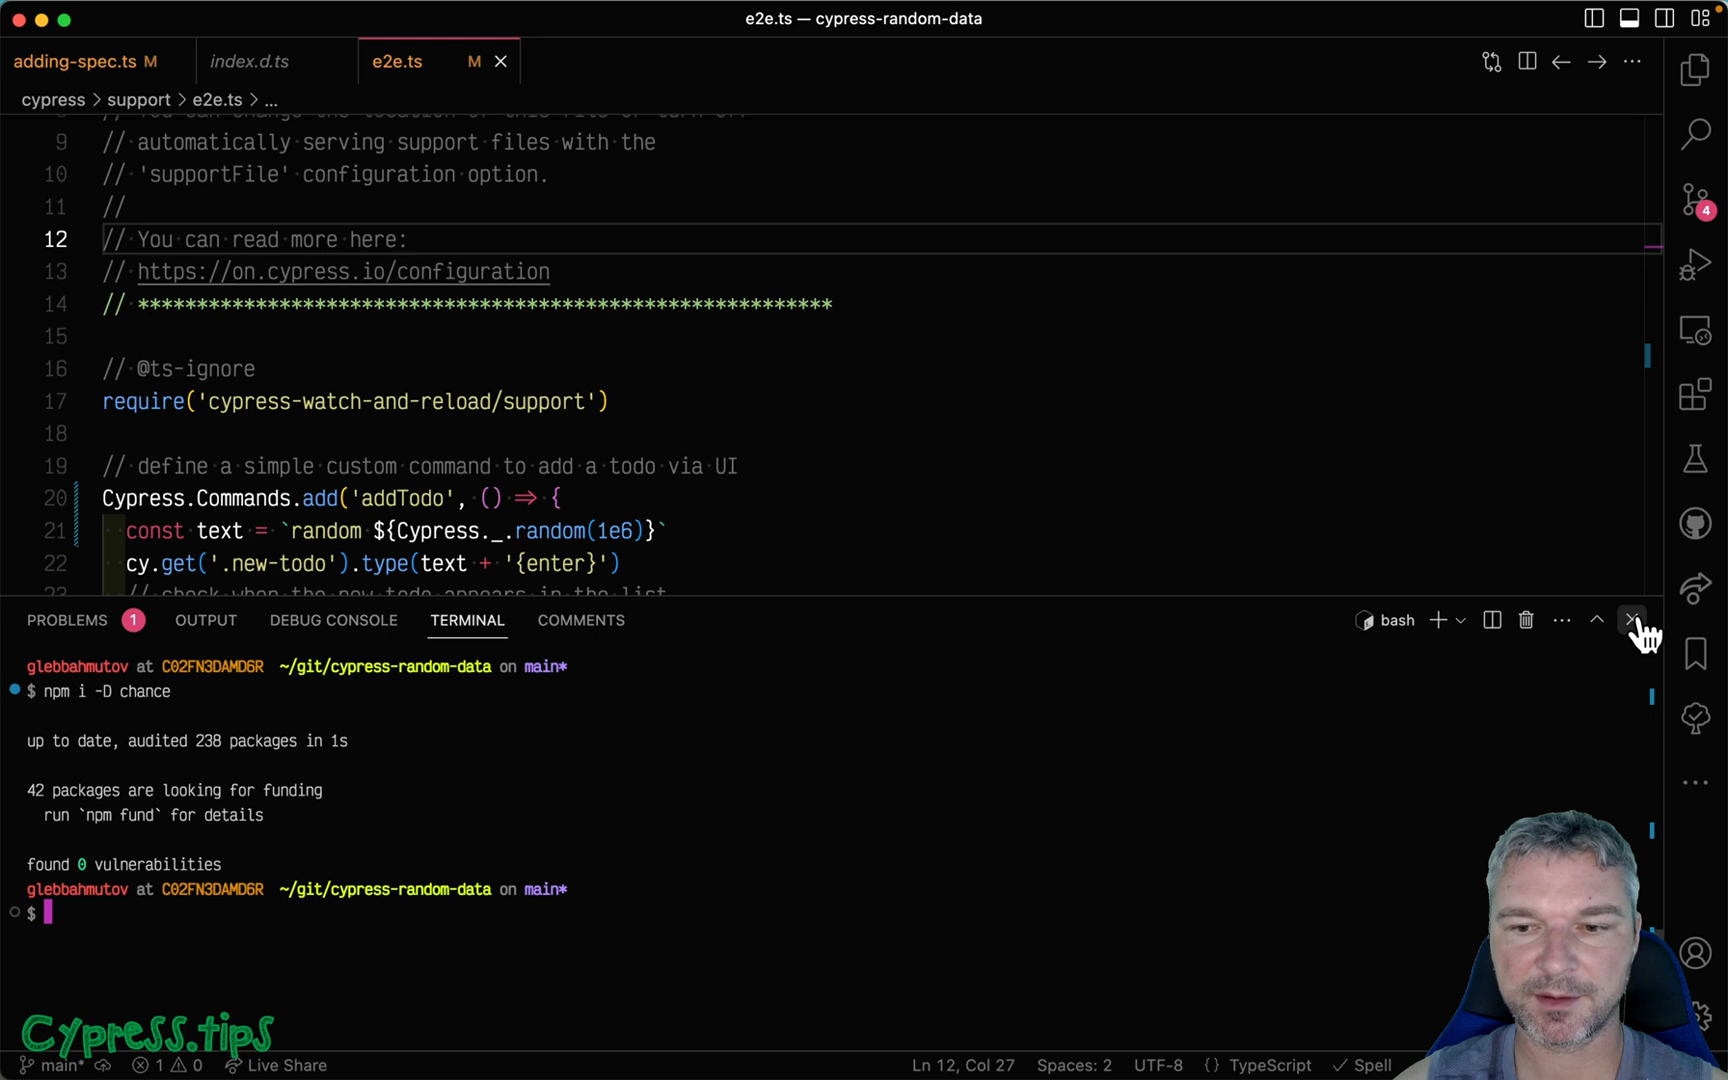 e2e.ts — cypress-random-data
adding-spec.ts M
index.d.ts
e2e.ts M
cypress > support > e2e.ts > ...
9 // automatically serving support files with the
10 // 'supportFile' configuration option.
11 //
12 // You can read more here:
13 // https://on.cypress.io/configuration
14 // ***********************************************************
15
16 // @ts-ignore
17 require('cypress-watch-and-reload/support')
18
19 // define a simple custom command to add a todo via UI
20 Cypress.Commands.add('addTodo', () => {
21 const text = `random ${Cypress._.random(1e6)}`
22 cy.get('.new-todo').type(text + '{enter}')
4
PROBLEMS 1 OUTPUT DEBUG CONSOLE TERMINAL COMMENTS bash
glebbahmutov at C02FN3DAMD6R ~/git/cypress-random-data on main*
$ npm i -D chance
up to date, audited 238 packages in 1s
42 packages are looking for funding
run `npm fund` for details
found 0 vulnerabilities
glebbahmutov at C02FN3DAMD6R ~/git/cypress-random-data on main*
$
Cypress.tips
main* 1 0 Live Share Ln 12, Col 27 Spaces: 2 UTF-8 {} TypeScript Spell